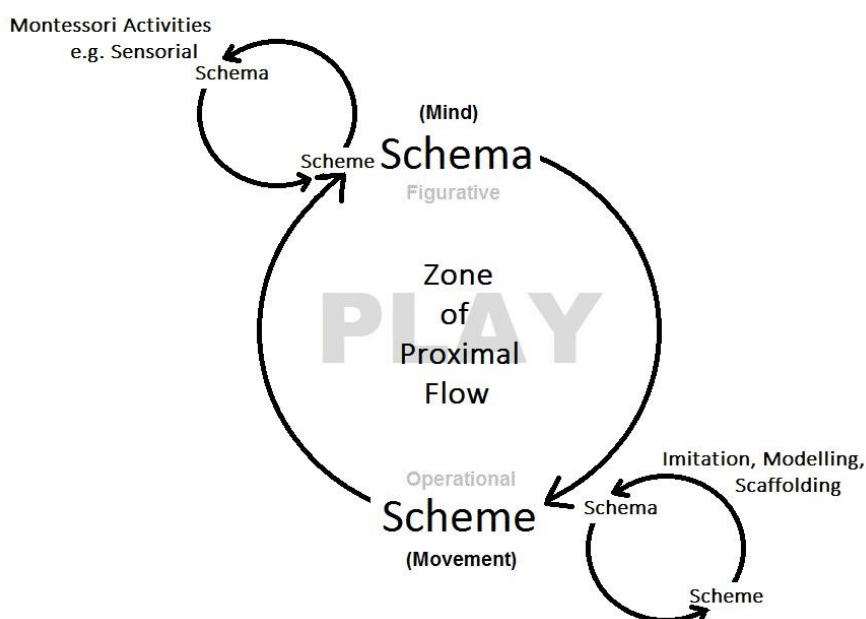 Montessori Activities
e.g. Sensorial
Schema
Scheme
(Mind)
Schema
Figurative
PLAY
Zone
of
Proximal
Flow
Operational
Scheme
(Movement)
Imitation, Modelling,
Scaffolding
Schema
Scheme